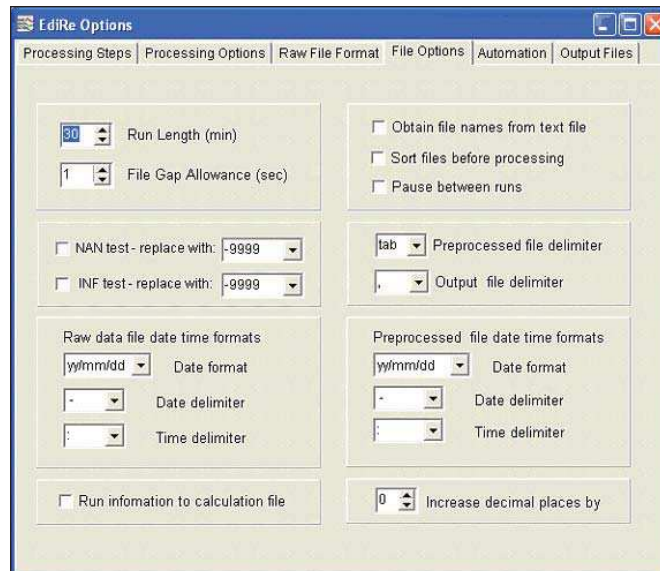 EdiRe Options
Processing Steps Processing Options Raw File Format File Options Automation Output Files
30 Run Length (min)
1 File Gap Allowance (sec)
Obtain file names from text file
Sort files before processing
Pause between runs
NAN test - replace with: -9999
INF test - replace with: -9999
tab Preprocessed file delimiter
, Output file delimiter
Raw data file date time formats
yy/mm/dd Date format
- Date delimiter
: Time delimiter
Preprocessed file date time formats
yy/mm/dd Date format
- Date delimiter
: Time delimiter
Run infomation to calculation file
0 Increase decimal places by